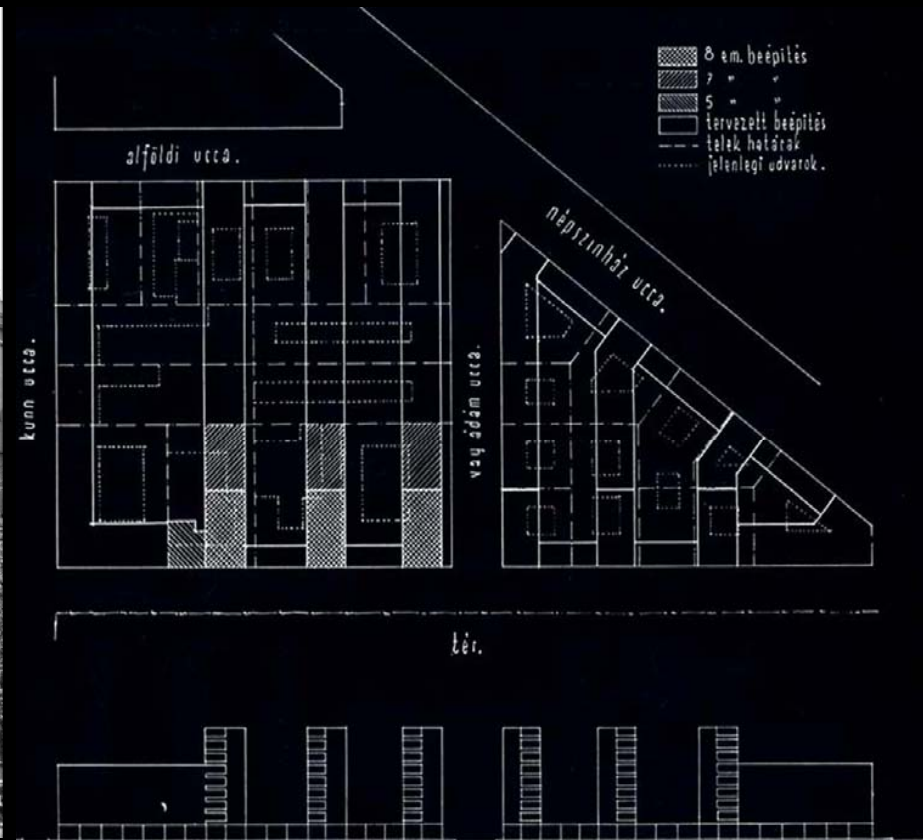 8 em. beépítés
7 " "
5 " "
tervezett beépítés
telek határok
jelenlegi udvarok.
alföldi ucca.
népszinház ucca.
kunn ucca.
vay ádám ucca.
tér.